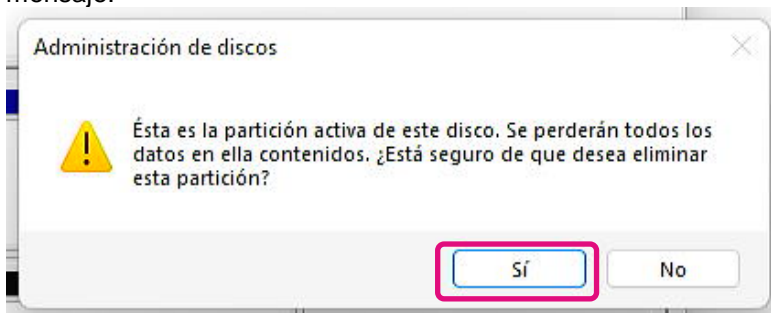 mensaje:
Administración de discos
Ésta es la partición activa de este disco. Se perderán todos los
datos en ella contenidos. ¿Está seguro de que desea eliminar
esta partición?
Sí No